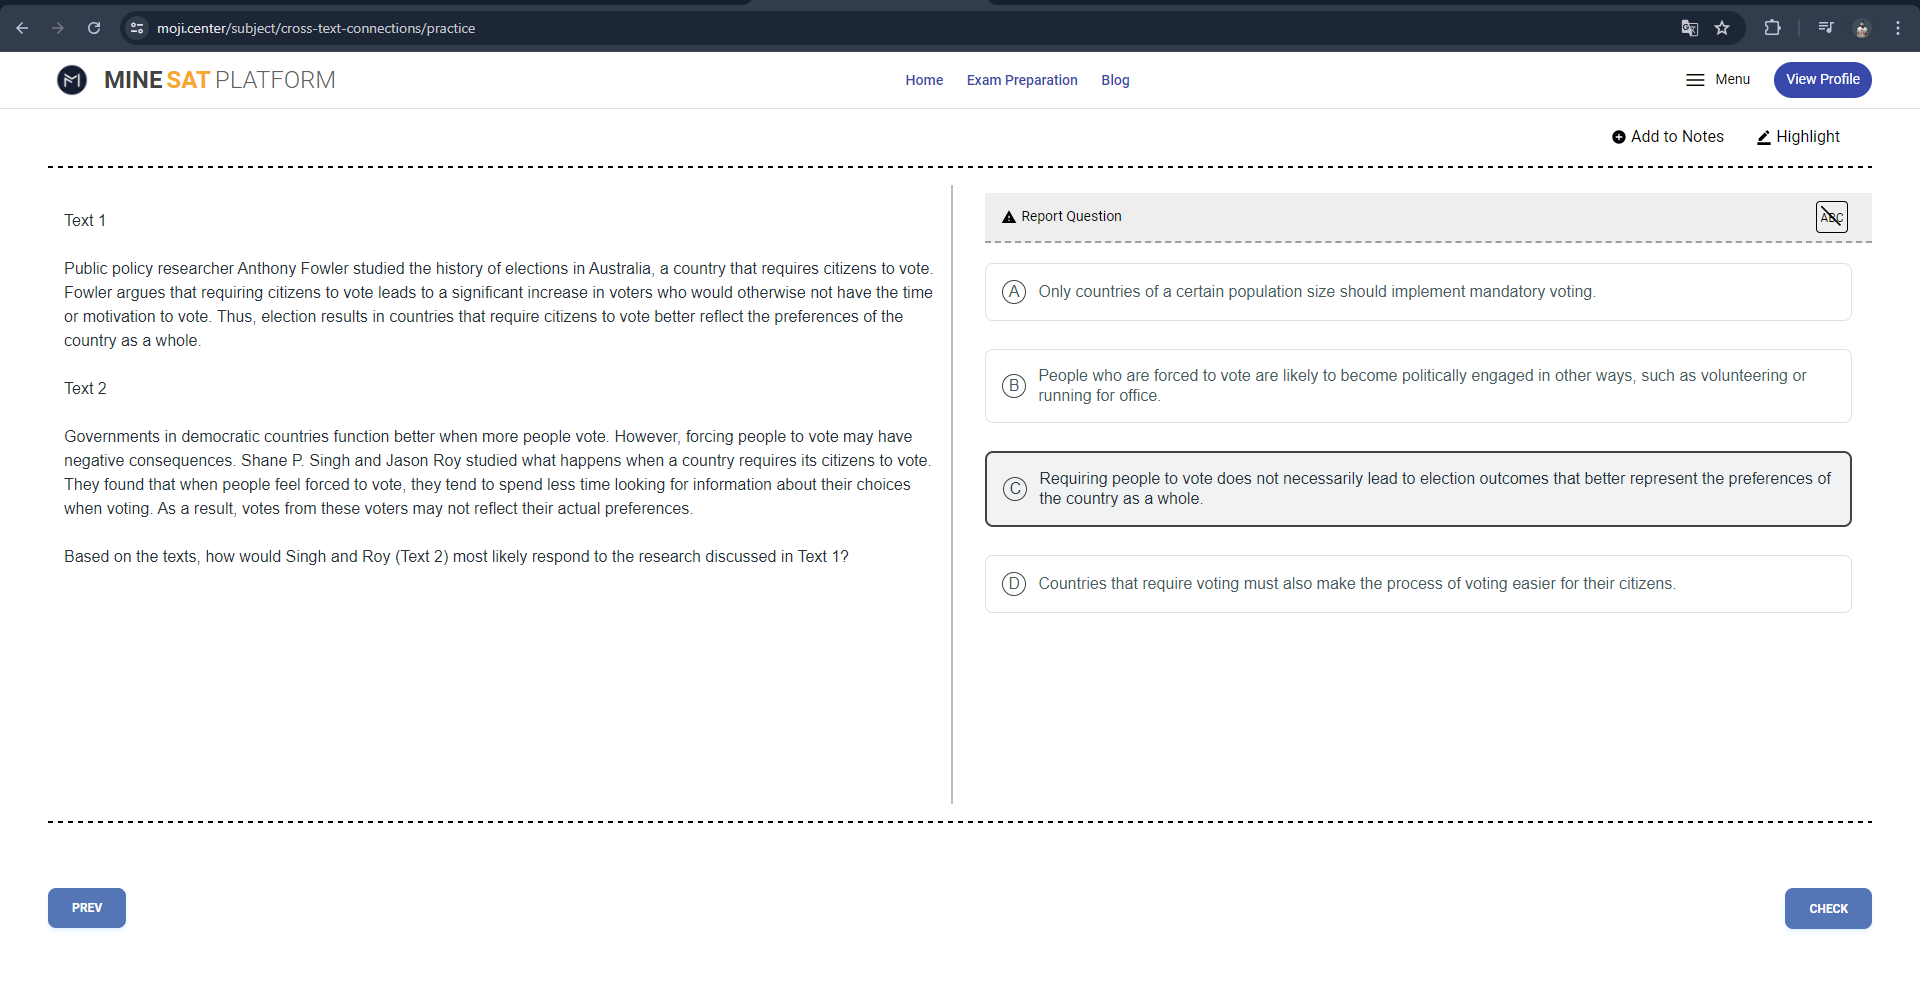 moji.center/subject/cross-text-connections/practice
MINE SAT PLATFORM
Home
Exam Preparation
Blog
Menu
View Profile
Add to Notes
Highlight
Text 1
Public policy researcher Anthony Fowler studied the history of elections in Australia, a country that requires citizens to vote.
Fowler argues that requiring citizens to vote leads to a significant increase in voters who would otherwise not have the time
or motivation to vote. Thus, election results in countries that require citizens to vote better reflect the preferences of the
country as a whole.
Text 2
Governments in democratic countries function better when more people vote. However, forcing people to vote may have
negative consequences. Shane P. Singh and Jason Roy studied what happens when a country requires its citizens to vote.
They found that when people feel forced to vote, they tend to spend less time looking for information about their choices
when voting. As a result, votes from these voters may not reflect their actual preferences.
Based on the texts, how would Singh and Roy (Text 2) most likely respond to the research discussed in Text 1?
Report Question
ABC
A Only countries of a certain population size should implement mandatory voting.
B People who are forced to vote are likely to become politically engaged in other ways, such as volunteering or
running for office.
C Requiring people to vote does not necessarily lead to election outcomes that better represent the preferences of
the country as a whole.
D Countries that require voting must also make the process of voting easier for their citizens.
PREV
CHECK